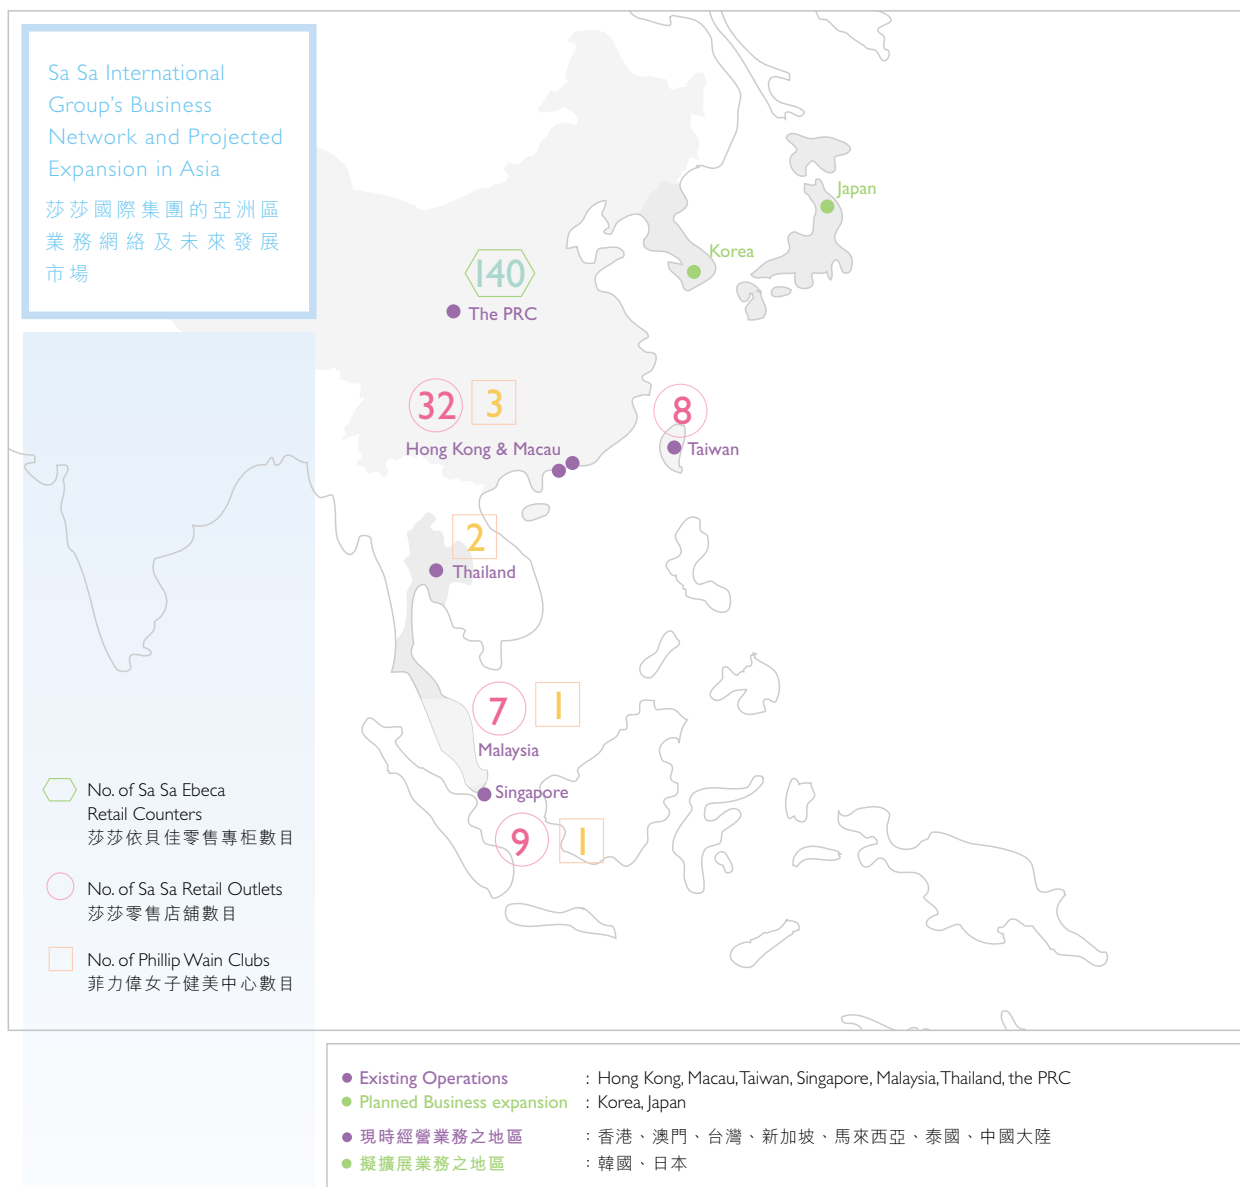 Sa Sa International
Group's Business
Network and Projected
Expansion in Asia
莎莎國際集團的亞洲區
業務網絡及未來發展
市場
Japan
Korea
140
The PRC
32
3
8
Hong Kong & Macau
Taiwan
2
Thailand
7
1
Malaysia
Singapore
9
1
No. of Sa Sa Ebeca
Retail Counters
莎莎依貝佳零售專柜數目
No. of Sa Sa Retail Outlets
莎莎零售店舖數目
No. of Phillip Wain Clubs
菲力偉女子健美中心數目
Existing Operations : Hong Kong, Macau, Taiwan, Singapore, Malaysia, Thailand, the PRC
Planned Business expansion : Korea, Japan
現時經營業務之地區 : 香港、澳門、台灣、新加坡、馬來西亞、泰國、中國大陸
擬擴展業務之地區 : 韓國、日本